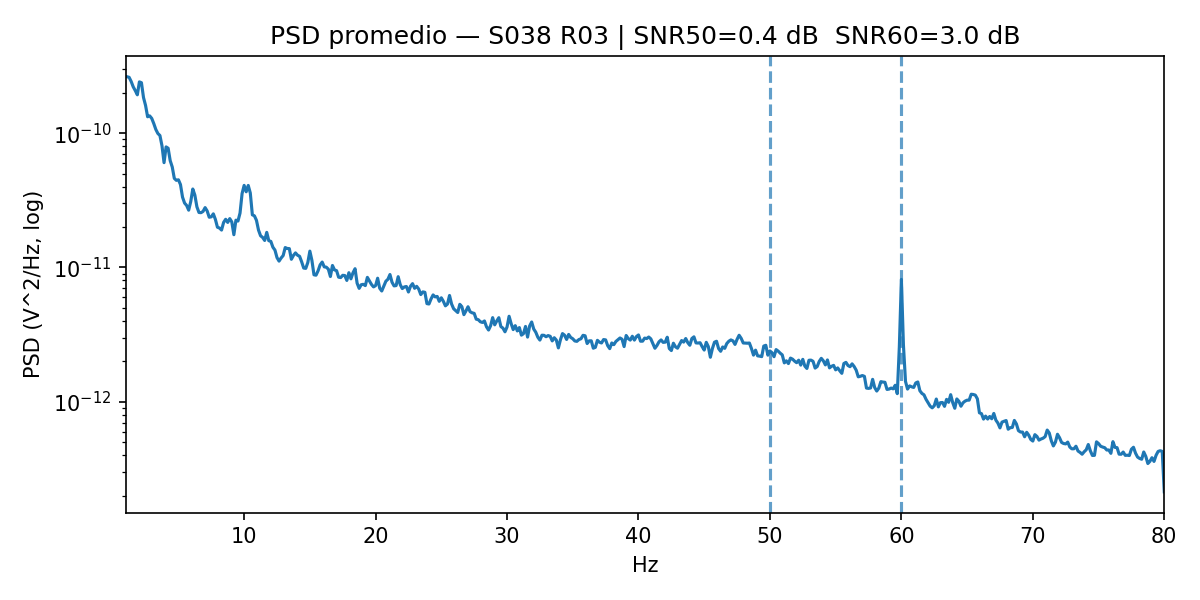 PSD promedio — S038 R03 | SNR50=0.4 dB  SNR60=3.0 dB
PSD (V^2/Hz, log)
10⁻¹⁰
10⁻¹¹
10⁻¹²
10 20 30 40 50 60 70 80
Hz